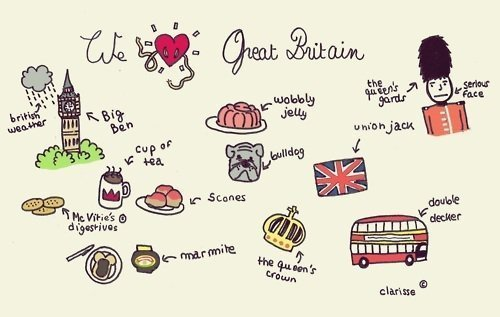 We Great Britain
british
weather
Big
Ben
wobbly
jelly
the
queen's
gards
serious
face
union jack
cup of
tea
bulldog
Mc Vitie's ©
digestives
Scones
double
decker
marmite
the queen's
crown
clarisse ©